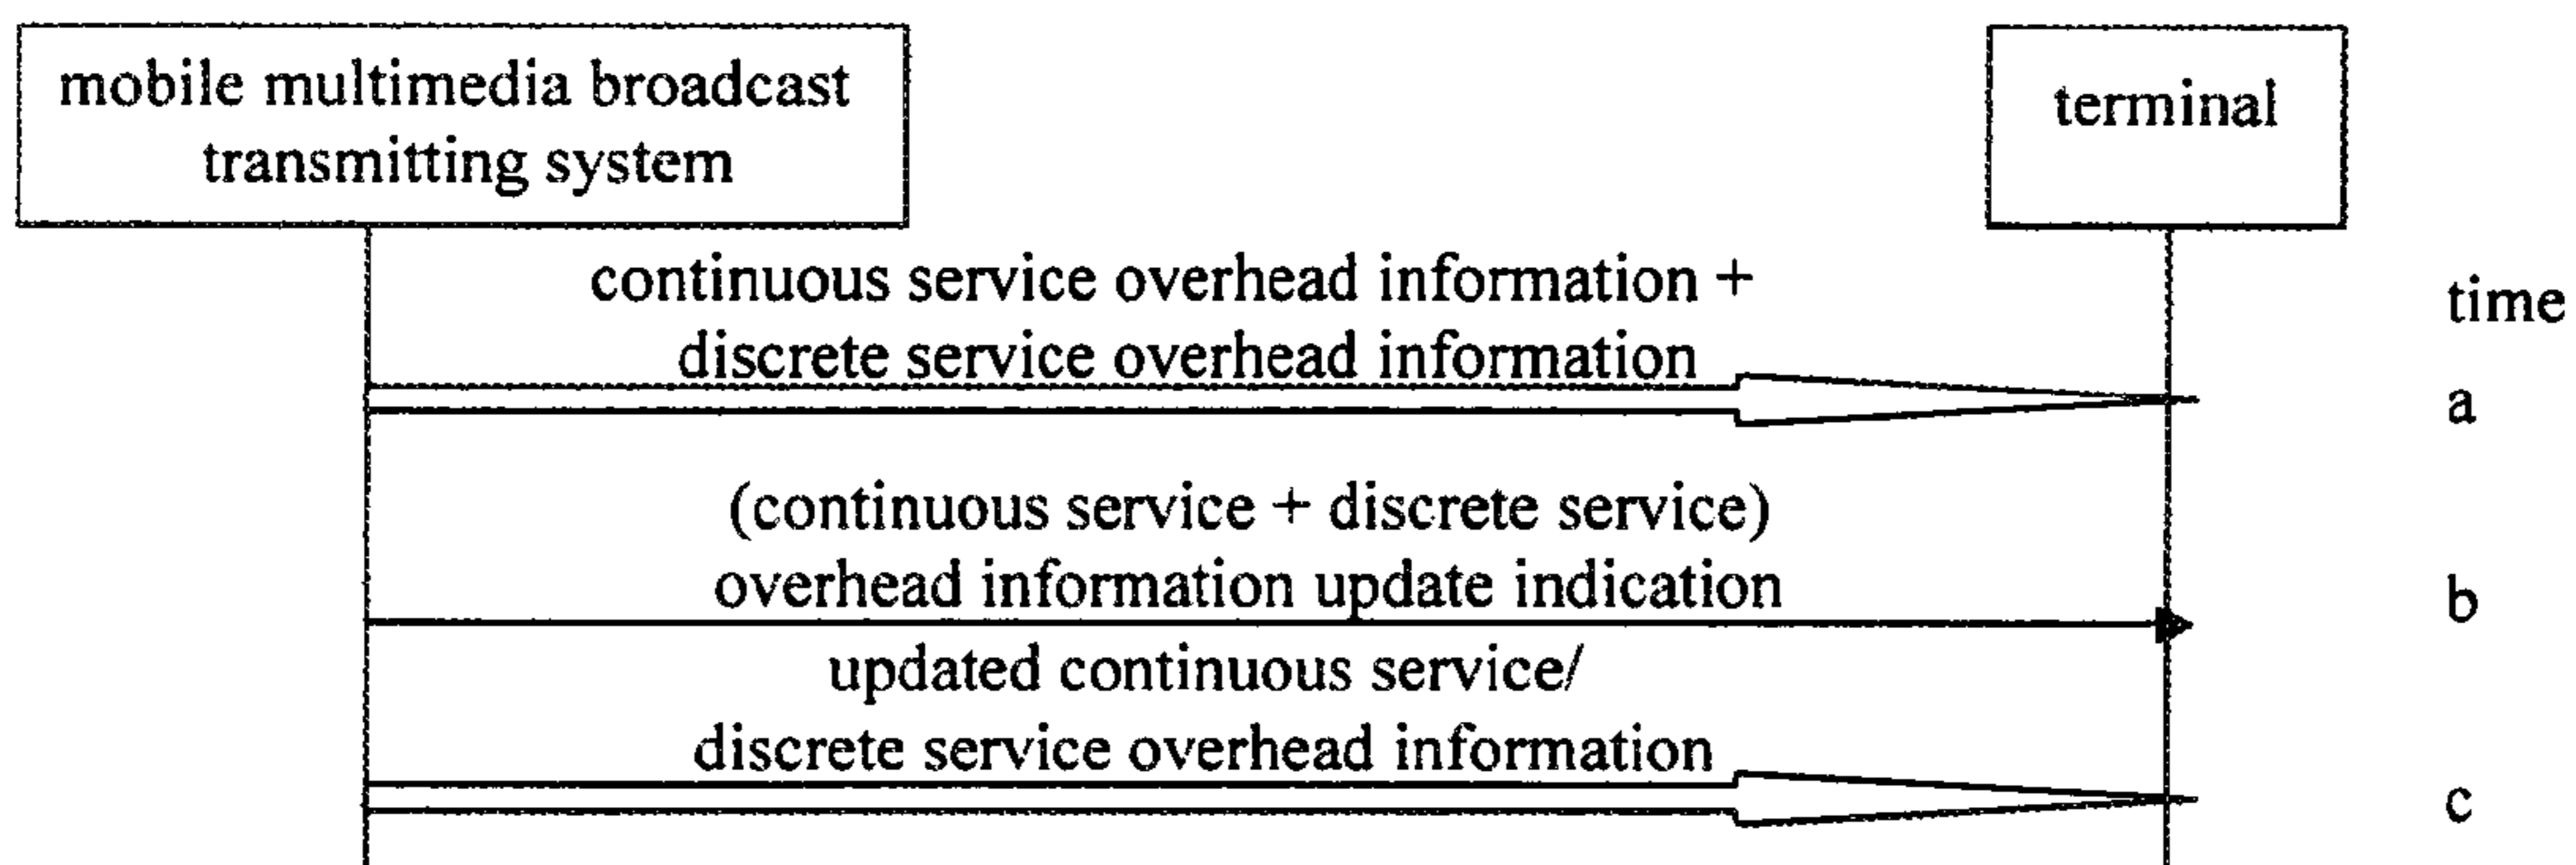 mobile multimedia broadcast
transmitting system
terminal
continuous service overhead information +
discrete service overhead information
time
a
(continuous service + discrete service)
overhead information update indication
b
updated continuous service/
discrete service overhead information
c